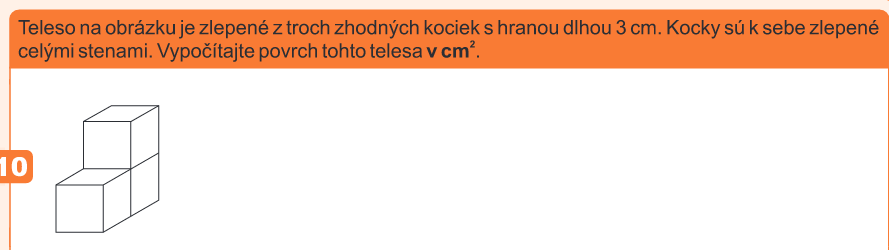 Teleso na obrázku je zlepené z troch zhodných kociek s hranou dlhou 3 cm. Kocky sú k sebe zlepené
celými stenami. Vypočítajte povrch tohto telesa v cm².
10